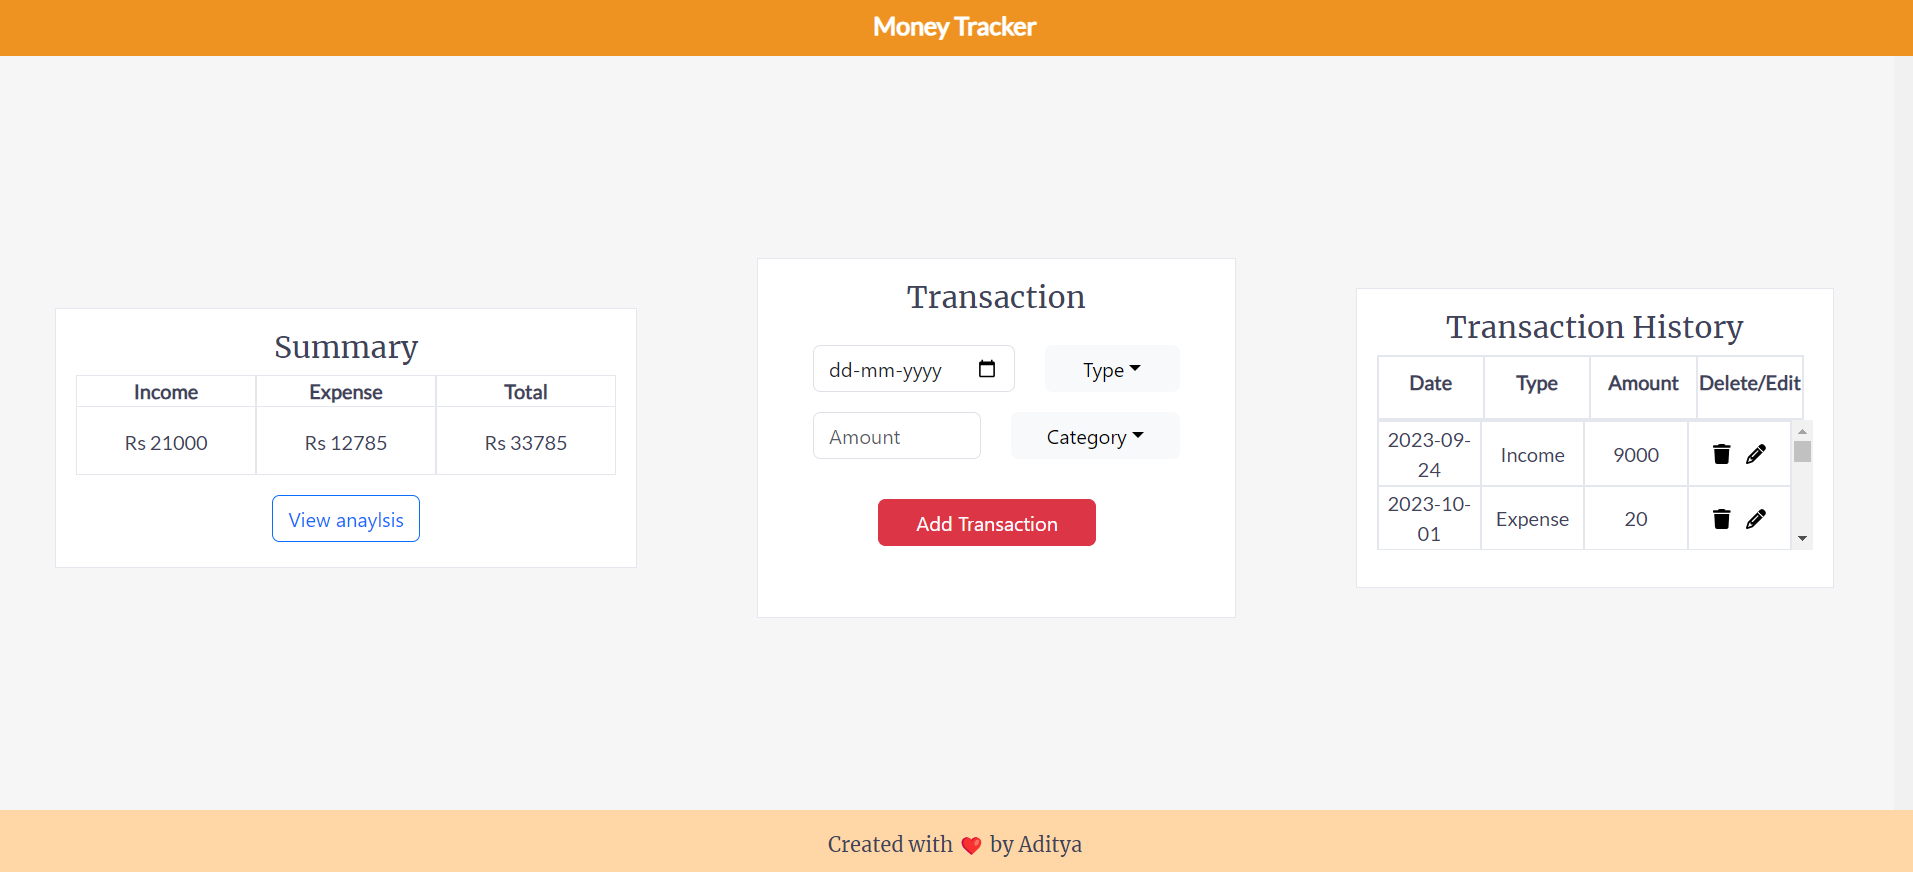 Money Tracker
Summary
Income Expense Total
Rs 21000 Rs 12785 Rs 33785
View anaylsis
Transaction
dd-mm-yyyy Type
Amount Category
Add Transaction
Transaction History
Date Type Amount Delete/Edit
2023-09-
24 Income 9000
2023-10-
01 Expense 20
Created with ❤️ by Aditya